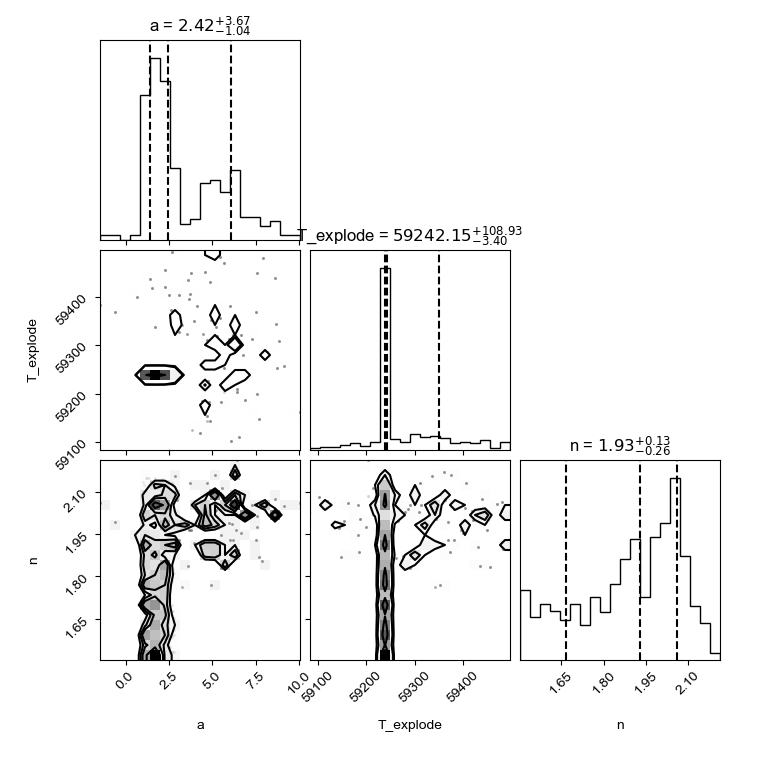 a = 2.42+3.67−1.04
T_explode = 59242.15+108.93−3.40
59400
59300
59200
59100
T_explode
n = 1.93+0.13−0.26
2.10
1.95
1.80
1.65
n
0.0 2.5 5.0 7.5 10.0
59100 59200 59300 59400
1.65 1.80 1.95 2.10
a T_explode n